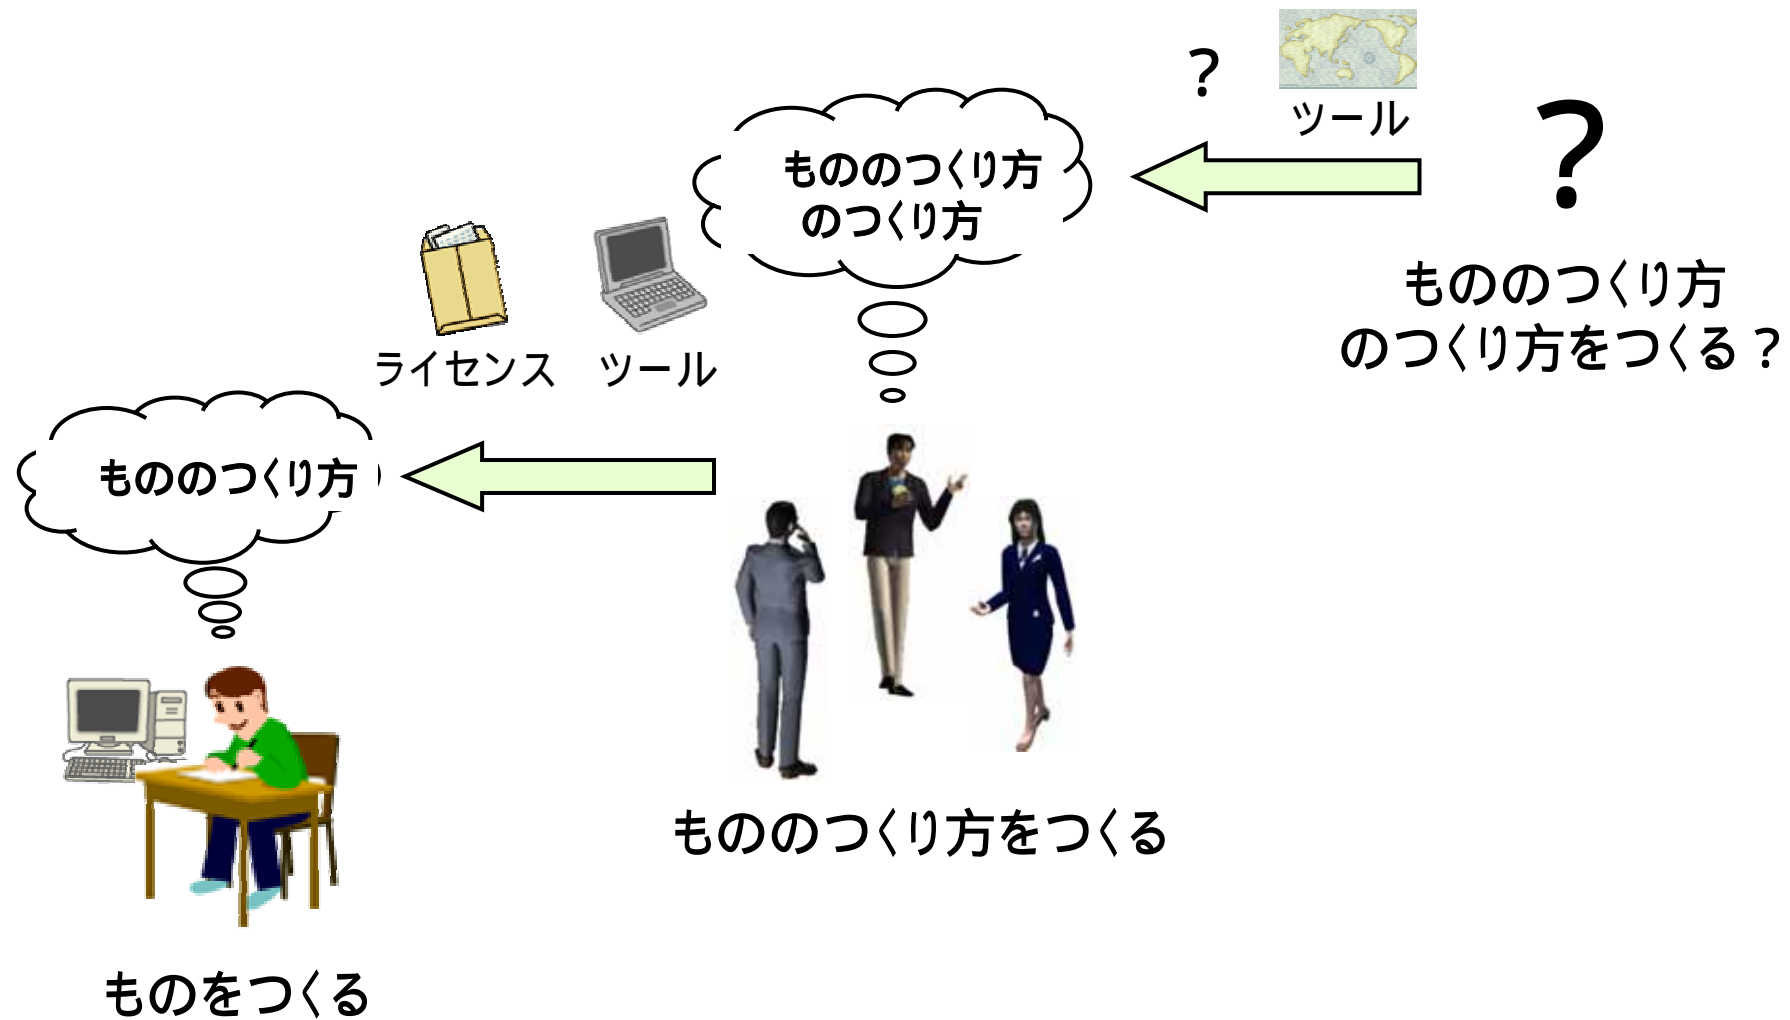 ?
ツール
?
もののつくり方
のつくり方
もののつくり方
のつくり方をつくる?
ライセンス
ツール
もののつくり方
もののつくり方をつくる
ものをつくる